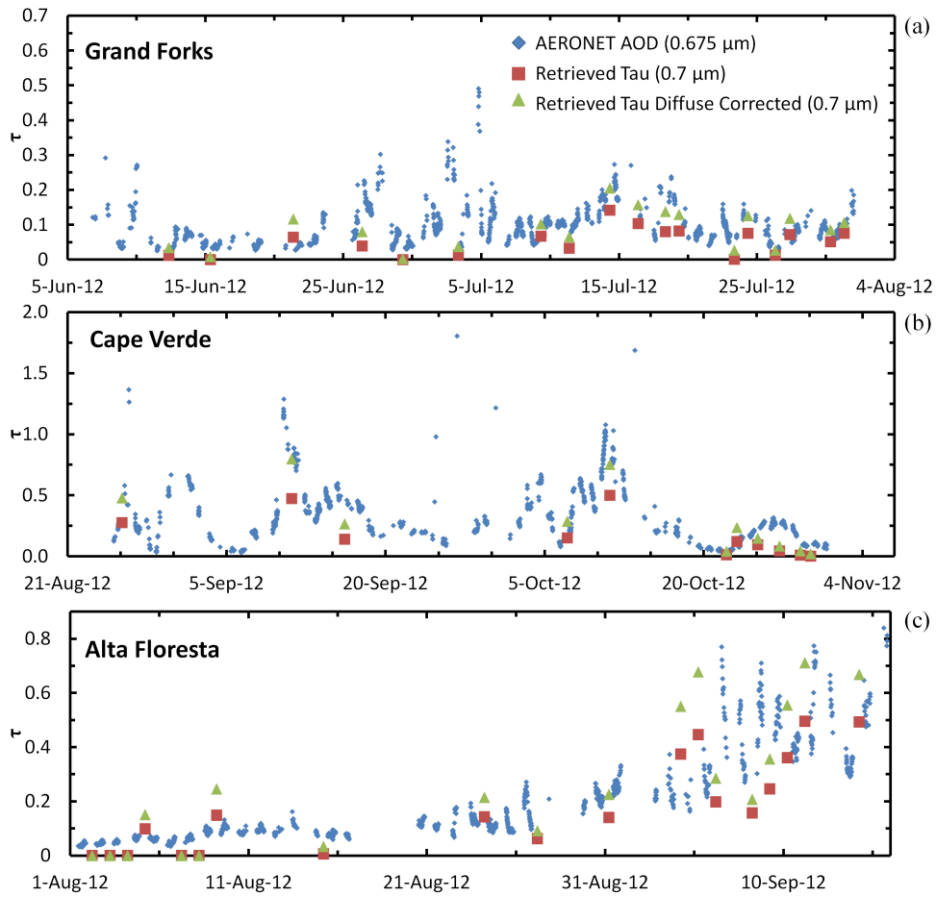 (a)
0.7
Grand Forks
AERONET AOD (0.675 µm)
Retrieved Tau (0.7 µm)
Retrieved Tau Diffuse Corrected (0.7 µm)
0.6
0.5
0.4
τ
0.3
0.2
0.1
0
5-Jun-12 15-Jun-12 25-Jun-12 5-Jul-12 15-Jul-12 25-Jul-12 4-Aug-12
(b)
2.0
Cape Verde
1.5
τ
1.0
0.5
0.0
21-Aug-12 5-Sep-12 20-Sep-12 5-Oct-12 20-Oct-12 4-Nov-12
(c)
0.8
Alta Floresta
0.6
τ
0.4
0.2
0
1-Aug-12 11-Aug-12 21-Aug-12 31-Aug-12 10-Sep-12